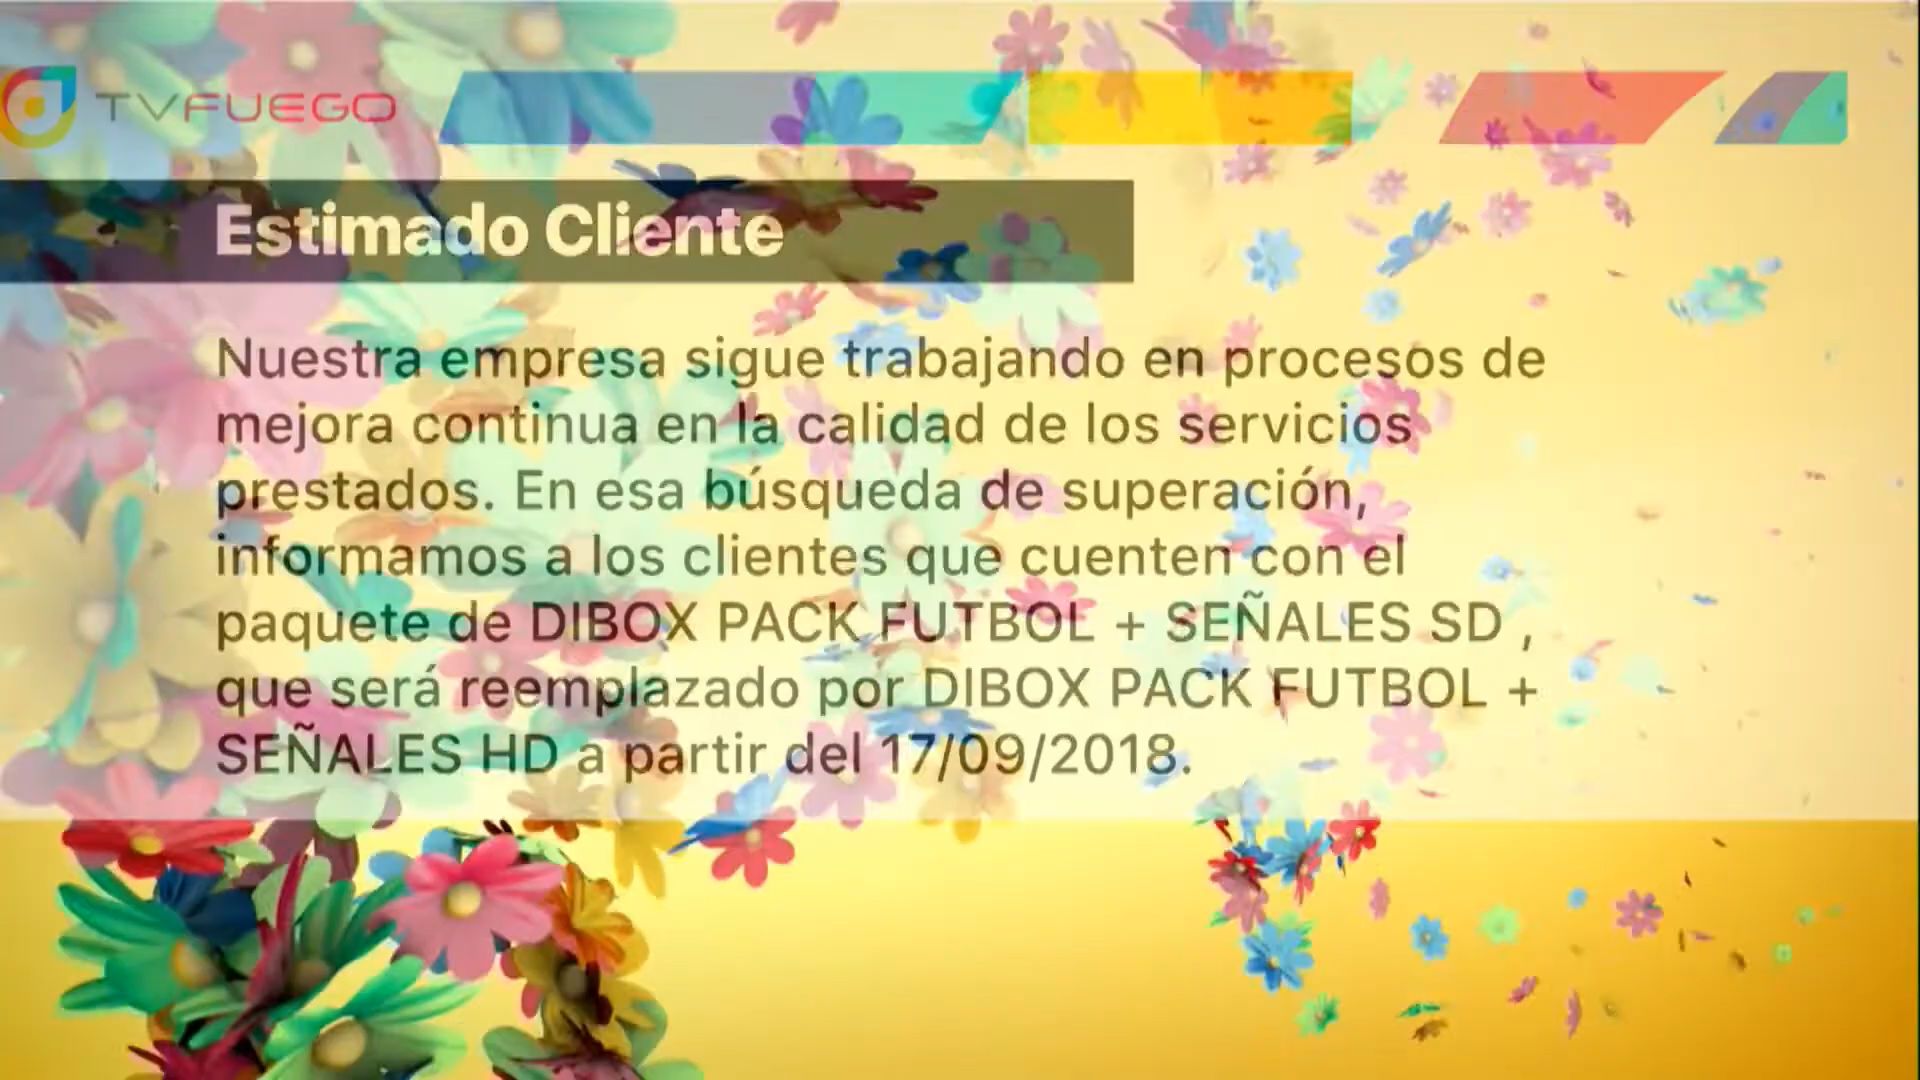 TVFUEGO
Estimado Cliente
Nuestra empresa sigue trabajando en procesos de
mejora continua en la calidad de los servicios
prestados. En esa búsqueda de superación,
informamos a los clientes que cuenten con el
paquete de DIBOX PACK FUTBOL + SEÑALES SD ,
que será reemplazado por DIBOX PACK FUTBOL +
SEÑALES HD a partir del 17/09/2018.